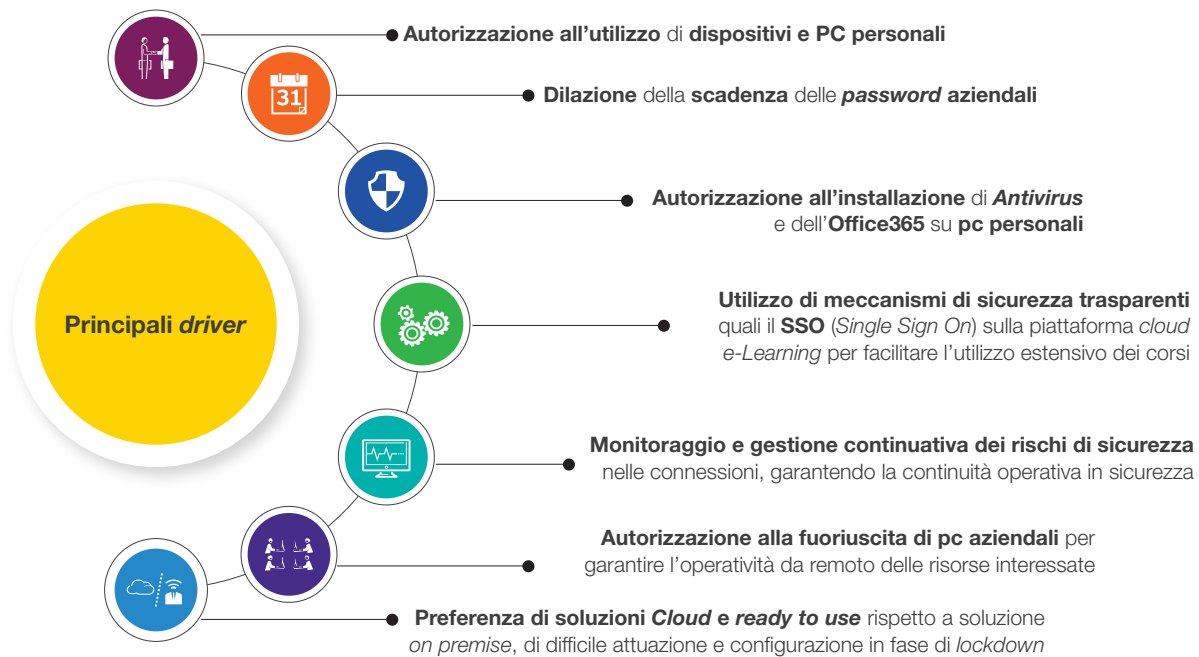 Autorizzazione all’utilizzo di dispositivi e PC personali
31
Dilazione della scadenza delle password aziendali
Autorizzazione all’installazione di Antivirus
e dell’Office365 su pc personali
Principali driver
Utilizzo di meccanismi di sicurezza trasparenti
quali il SSO (Single Sign On) sulla piattaforma cloud
e-Learning per facilitare l’utilizzo estensivo dei corsi
Monitoraggio e gestione continuativa dei rischi di sicurezza
nelle connessioni, garantendo la continuità operativa in sicurezza
Autorizzazione alla fuoriuscita di pc aziendali per
garantire l’operatività da remoto delle risorse interessate
Preferenza di soluzioni Cloud e ready to use rispetto a soluzione
on premise, di difficile attuazione e configurazione in fase di lockdown